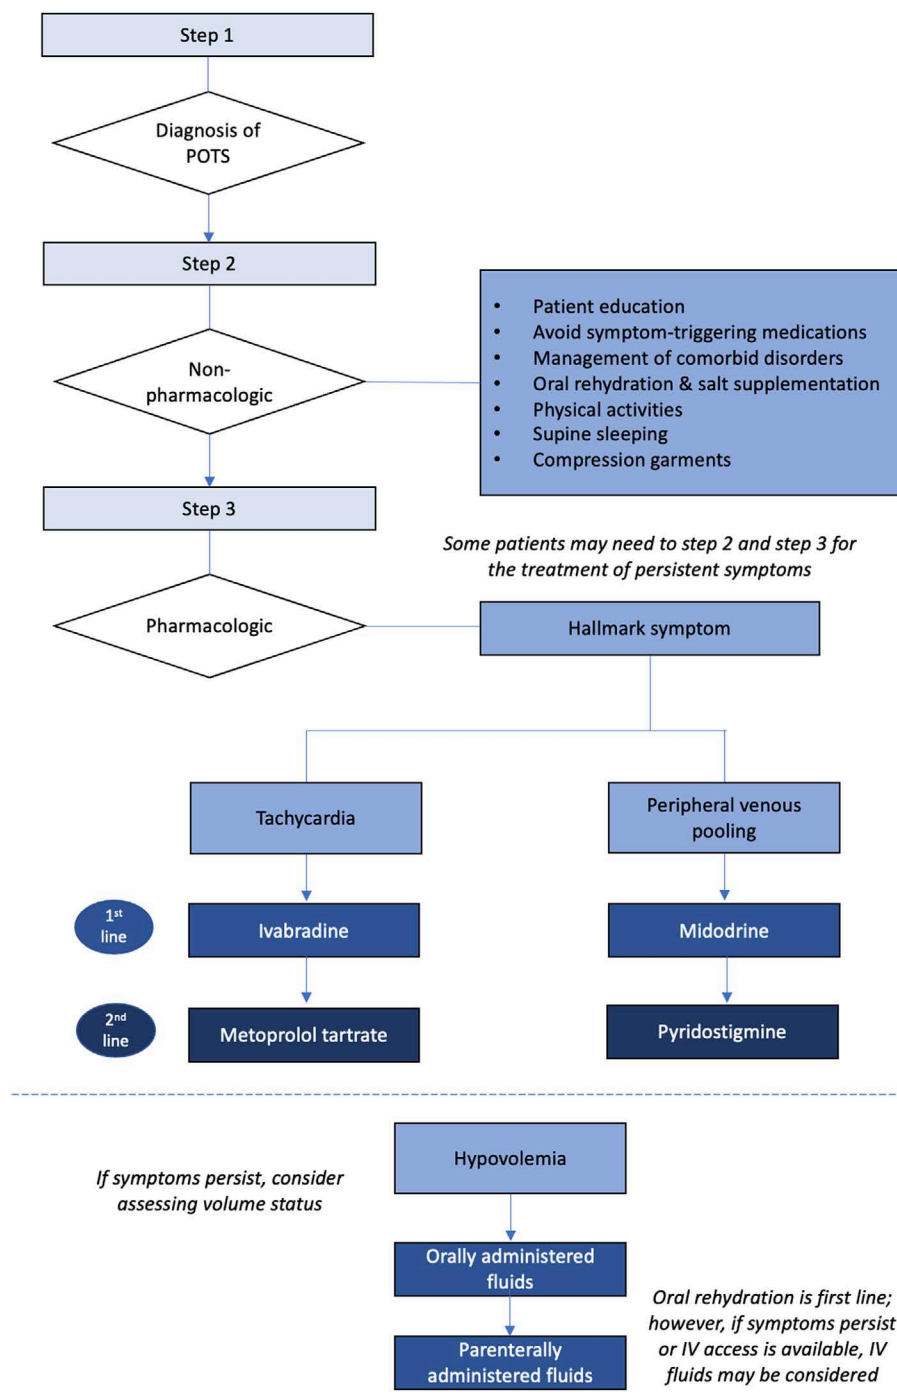 Step 1
Diagnosis of
POTS
Step 2
Non-
pharmacologic
• Patient education
• Avoid symptom-triggering medications
• Management of comorbid disorders
• Oral rehydration & salt supplementation
• Physical activities
• Supine sleeping
• Compression garments
Step 3
Some patients may need to step 2 and step 3 for
the treatment of persistent symptoms
Pharmacologic
Hallmark symptom
Tachycardia
Peripheral venous
pooling
1st
line
Ivabradine
Midodrine
2nd
line
Metoprolol tartrate
Pyridostigmine
If symptoms persist, consider
assessing volume status
Hypovolemia
Orally administered
fluids
Parenterally
administered fluids
Oral rehydration is first line;
however, if symptoms persist
or IV access is available, IV
fluids may be considered